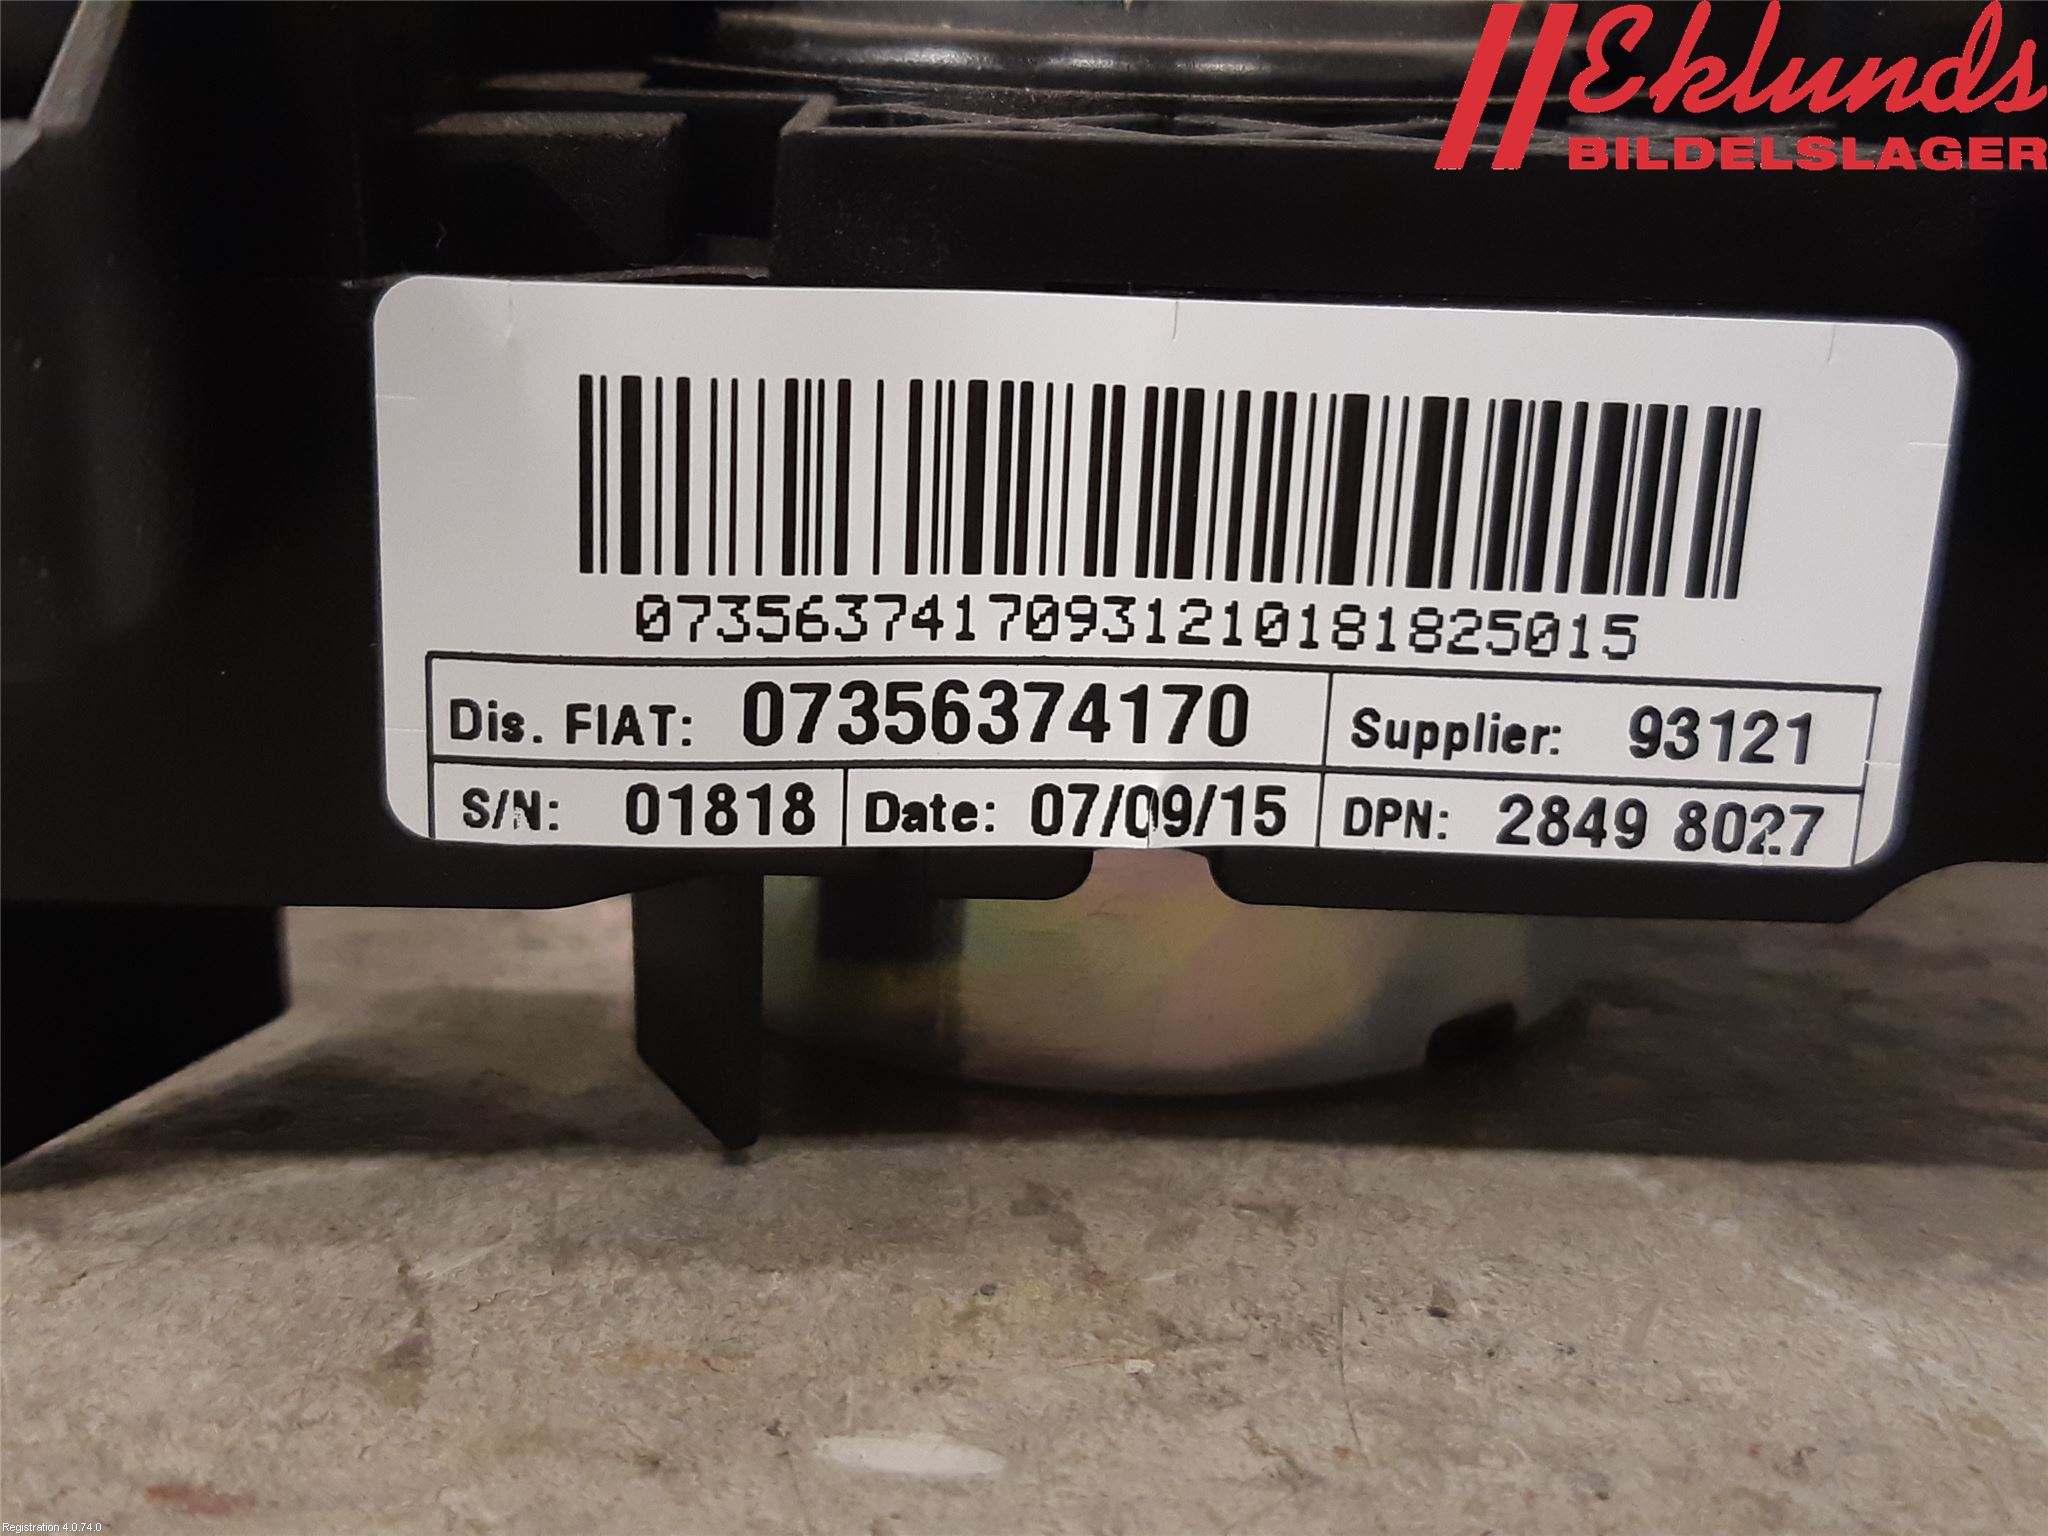 Eklunds
BILDELSLAGER
07356374170931210181825015
Dis. FIAT: 07356374170 Supplier: 93121
S/N: 01818 Date: 07/09/15 DPN: 2849 8027
Registration 4.0.74.0